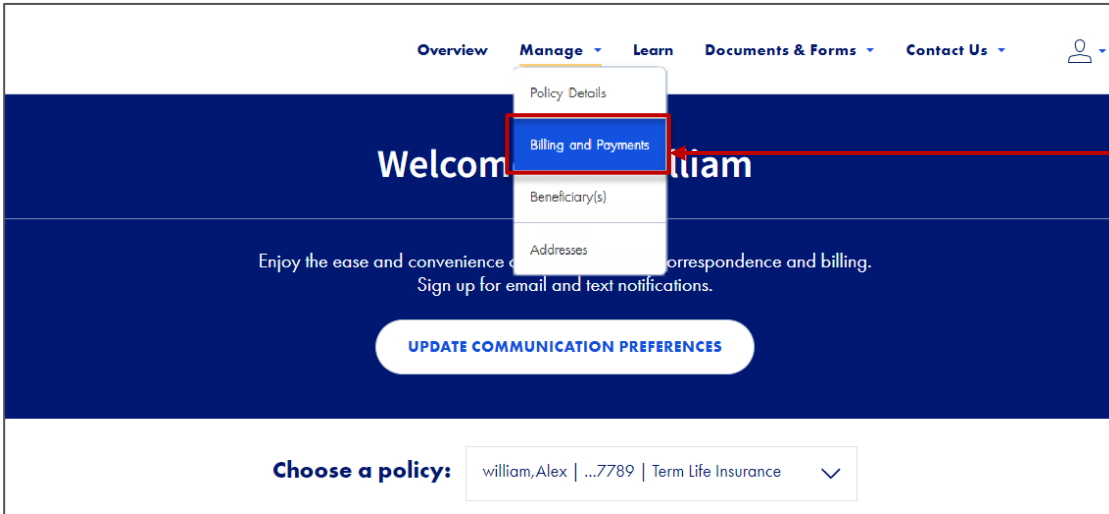 Overview Manage Learn Documents & Forms Contact Us
Policy Details
Billing and Payments
Welcom lliam
Beneficiary(s)
Addresses
Enjoy the ease and convenience orrespondence and billing.
Sign up for email and text notifications.
UPDATE COMMUNICATION PREFERENCES
Choose a policy: william,Alex | ...7789 | Term Life Insurance